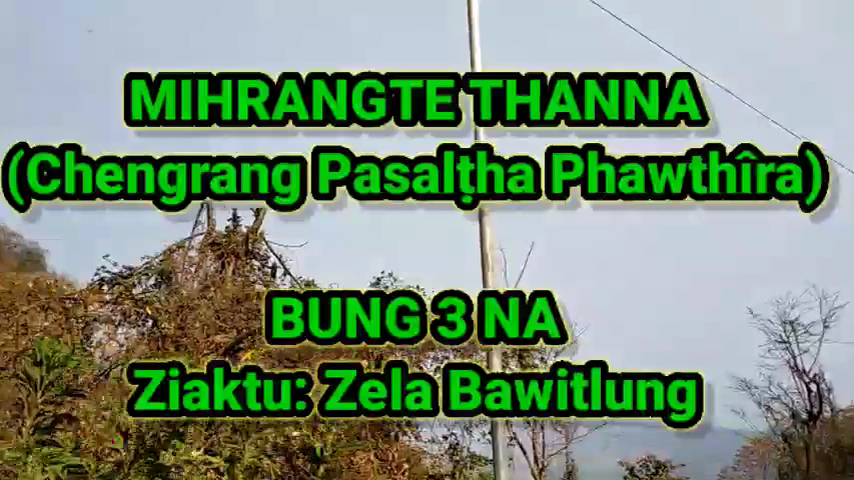 MIHRANGTE THANNA
(Chengrang Pasalṭha Phawthîra)
BUNG 3 NA
Ziaktu: Zela Bawitlung